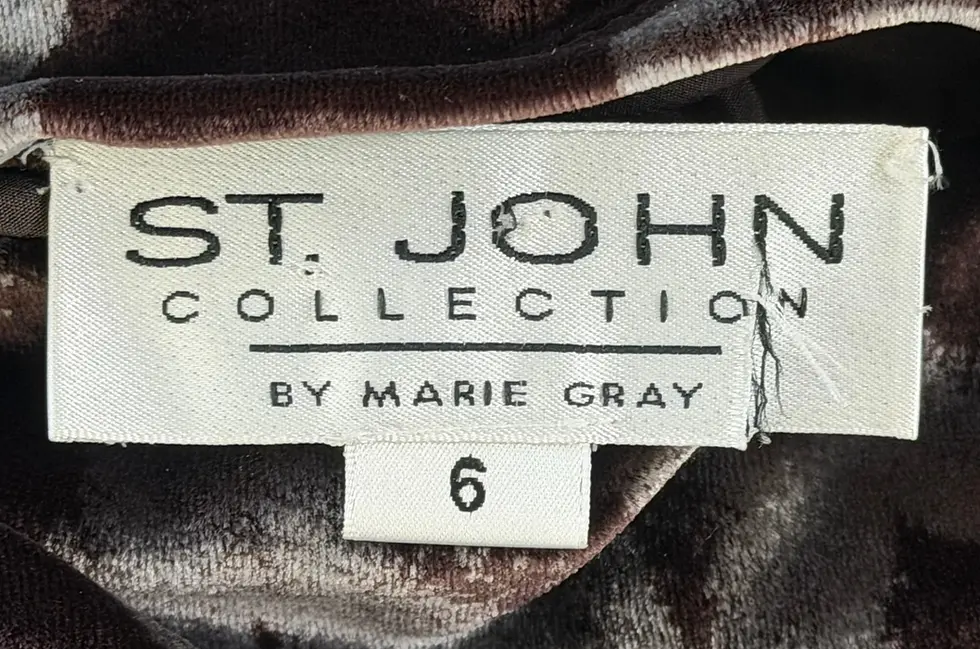 ST. JOHN
COLLECTION
BY MARIE GRAY
6